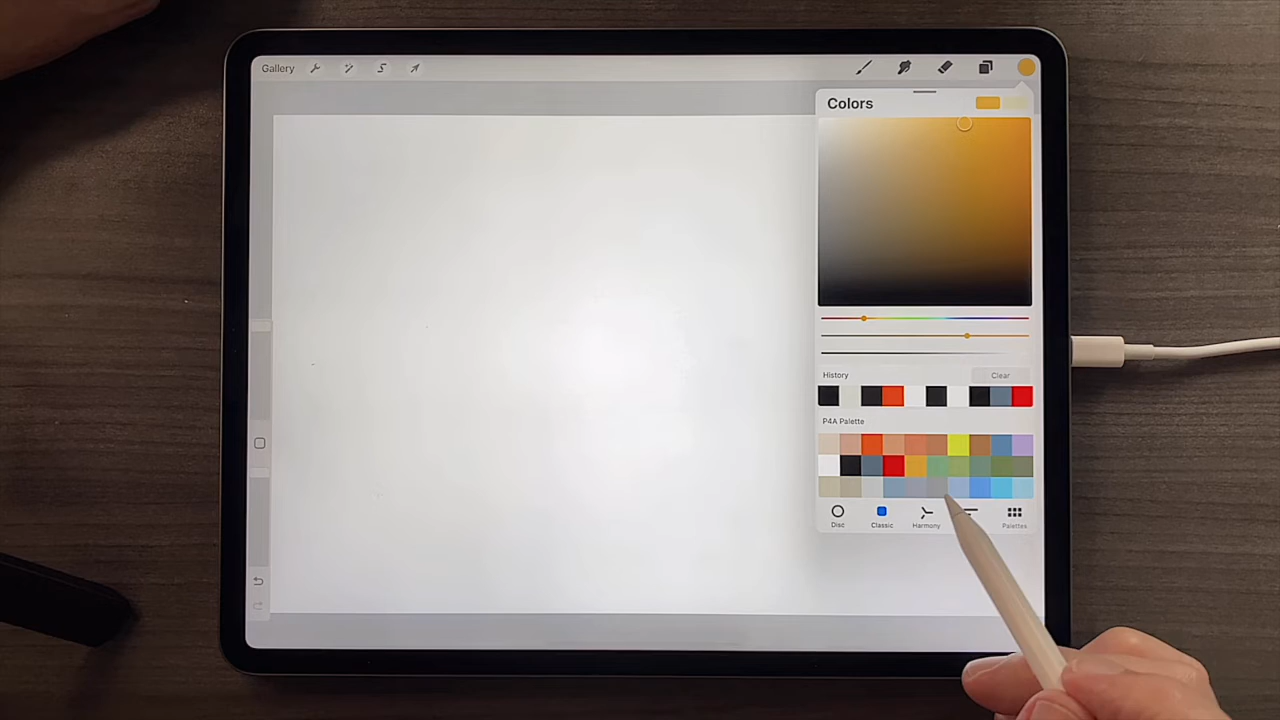 Gallery
Colors
History
Clear
P4A Palette
Disc
Classic
Harmony
Palettes